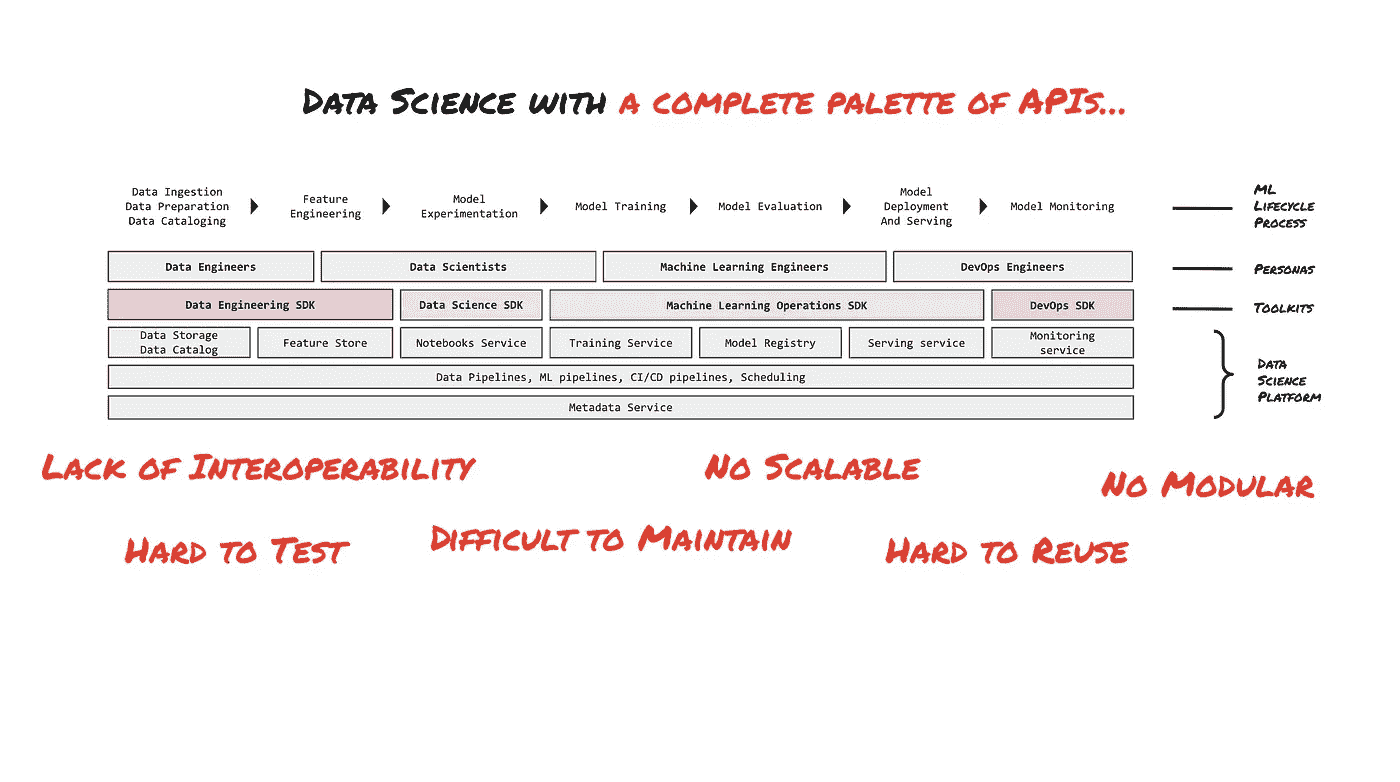 Data Science with a complete palette of APIs...
Data Ingestion
Data Preparation
Data Cataloging
Feature
Engineering
Model
Experimentation
Model Training
Model Evaluation
Model
Deployment
And Serving
Model Monitoring
ML
Lifecycle
Process
Data Engineers
Data Scientists
Machine Learning Engineers
DevOps Engineers
Personas
Data Engineering SDK
Data Science SDK
Machine Learning Operations SDK
DevOps SDK
Toolkits
Data Storage
Data Catalog
Feature Store
Notebooks Service
Training Service
Model Registry
Serving service
Monitoring
service
Data Pipelines, ML pipelines, CI/CD pipelines, Scheduling
Metadata Service
Data
Science
Platform
Lack of Interoperability
No Scalable
No Modular
Hard to Test
Difficult to Maintain
Hard to Reuse